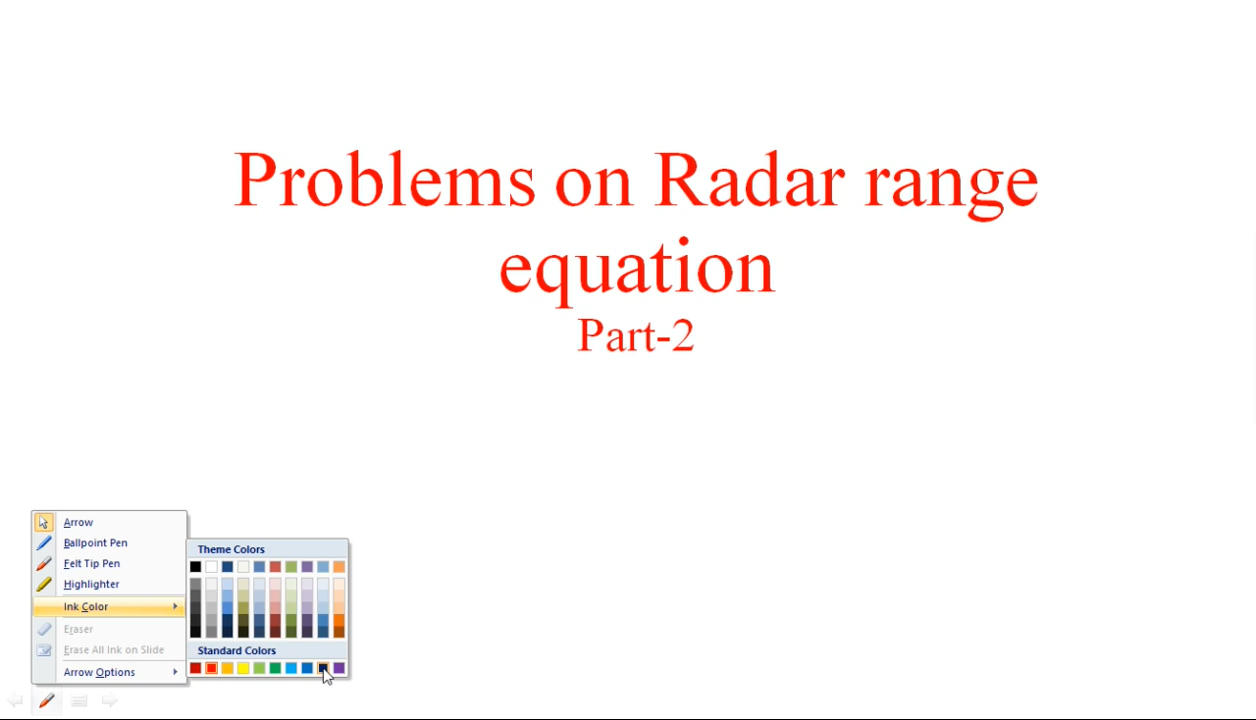 Problems on Radar range
equation
Part-2
Arrow
Ballpoint Pen
Felt Tip Pen
Highlighter
Ink Color
Eraser
Erase All Ink on Slide
Arrow Options
Theme Colors
Standard Colors